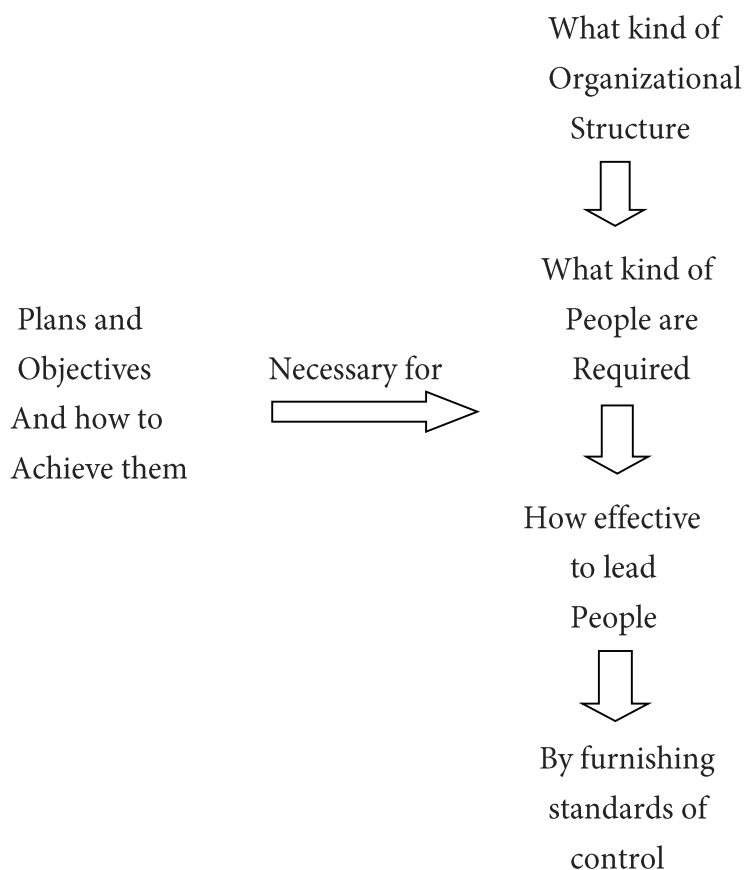 What kind of
Organizational
Structure
What kind of
People are
Required
Plans and
Objectives
And how to
Achieve them
Necessary for
How effective
to lead
People
By furnishing
standards of
control